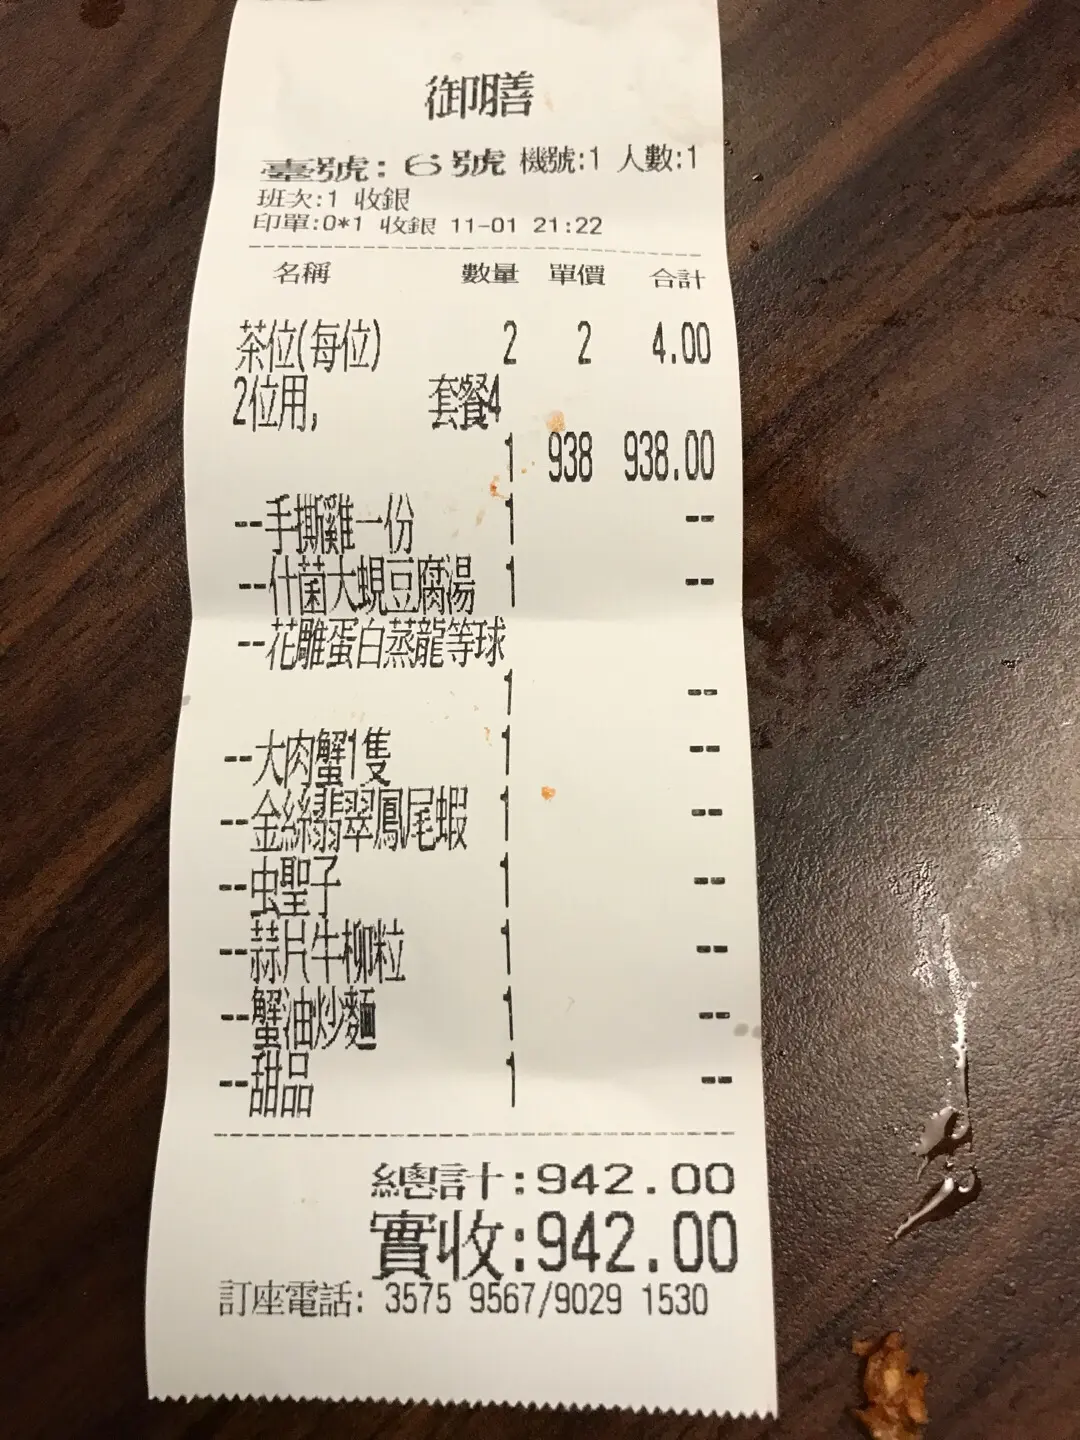 御膳
臺號: 6 號 機號:1 人數:1
班次:1 收銀
印單:0*1 收銀 11-01 21:22
名稱 數量 單價 合計
茶位(每位) 2 2 4.00
2位用, 套餐4
1 938 938.00
--手撕雞一份 1 --
--什菌大蜆豆腐湯 1 --
--花雕蛋白蒸龍等球
1 --
--大肉蟹1隻 1 --
--金絲翡翠鳳尾蝦 1 --
--虫聖子 1 --
--蒜片牛柳粒 1 --
--蟹油炒麵 1 --
--甜品 1 --
總計:942.00
實收:942.00
訂座電話: 3575 9567/9029 1530